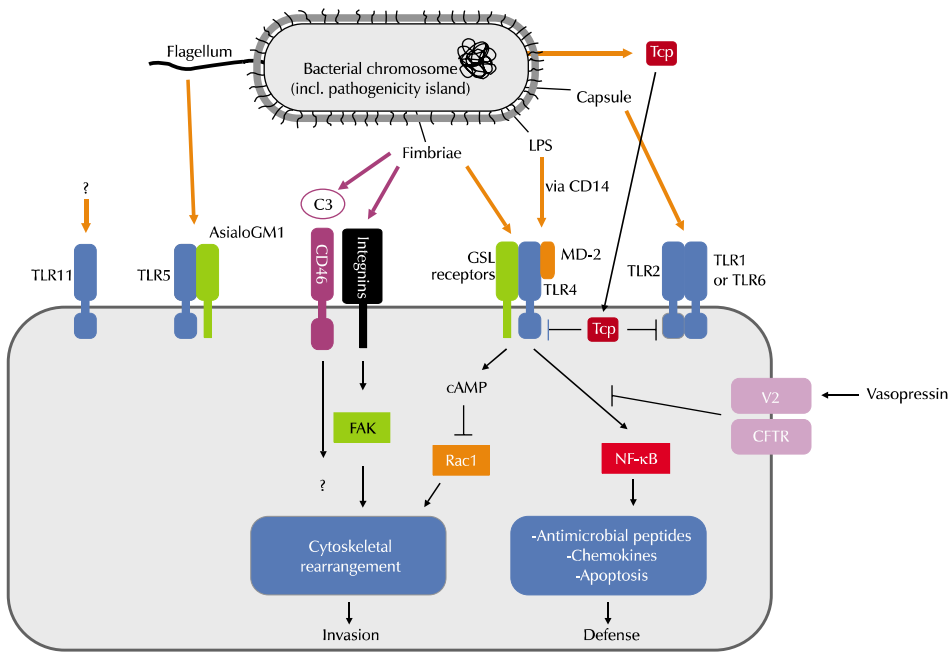 Flagellum
Bacterial chromosome
(incl. pathogenicity island)
Tcp
Capsule
Fimbriae
LPS
via CD14
?
C3
AsialoGM1
TLR11
TLR5
CD46
Integnins
GSL
receptors
MD-2
TLR4
TLR2
TLR1
or TLR6
Tcp
cAMP
V2
Vasopressin
CFTR
FAK
Rac1
NF-κB
?
Cytoskeletal
rearrangement
-Antimicrobial peptides
-Chemokines
-Apoptosis
Invasion
Defense